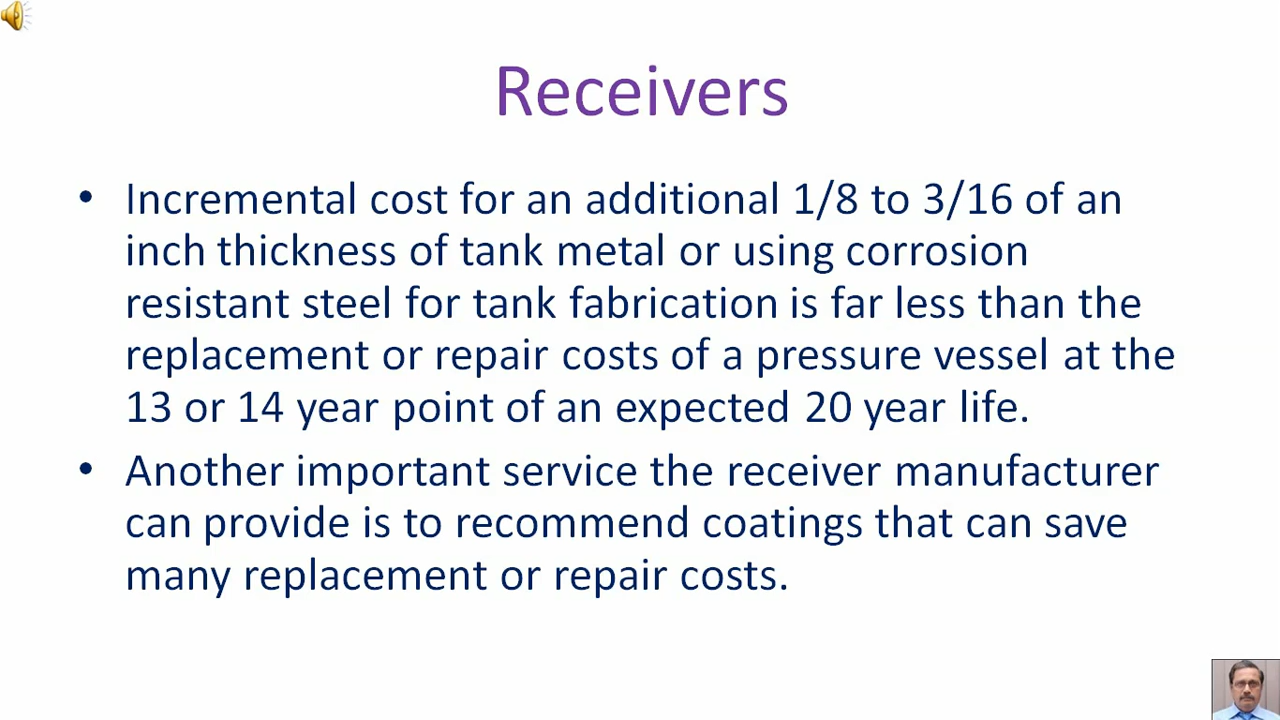 Receivers
• Incremental cost for an additional 1/8 to 3/16 of an
inch thickness of tank metal or using corrosion
resistant steel for tank fabrication is far less than the
replacement or repair costs of a pressure vessel at the
13 or 14 year point of an expected 20 year life.
• Another important service the receiver manufacturer
can provide is to recommend coatings that can save
many replacement or repair costs.